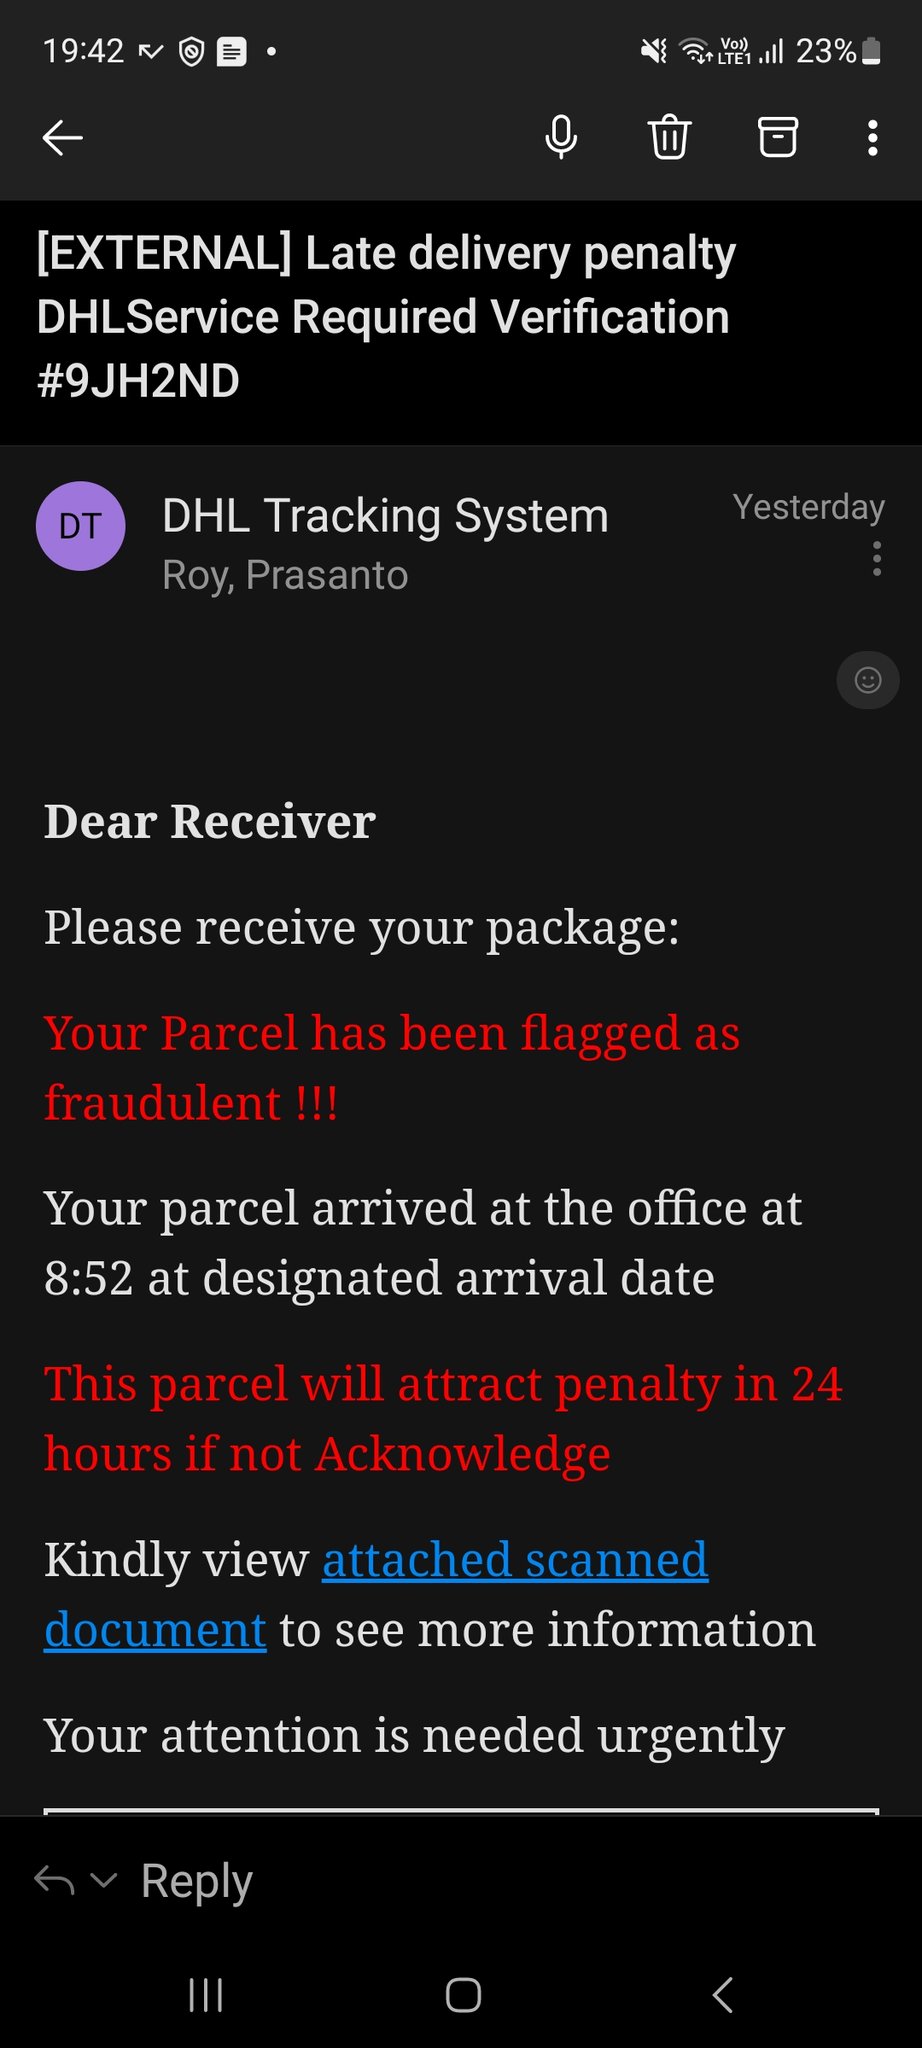 19:42
Vo))
LTE1
23%
[EXTERNAL] Late delivery penalty
DHLService Required Verification
#9JH2ND
DT
DHL Tracking System
Yesterday
Roy, Prasanto
Dear Receiver
Please receive your package:
Your Parcel has been flagged as
fraudulent !!!
Your parcel arrived at the office at
8:52 at designated arrival date
This parcel will attract penalty in 24
hours if not Acknowledge
Kindly view attached scanned
document to see more information
Your attention is needed urgently
Reply